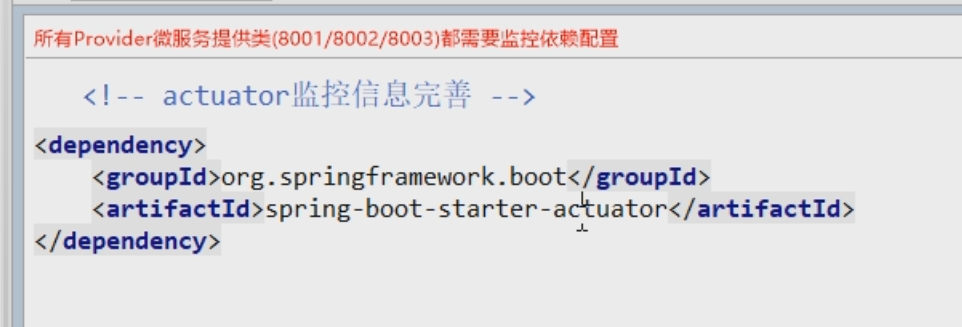 所有Provider微服务提供类(8001/8002/8003)都需要监控依赖配置
<!-- actuator监控信息完善 -->
<dependency>
<groupId>org.springframework.boot</groupId>
<artifactId>spring-boot-starter-actuator</artifactId>
</dependency>